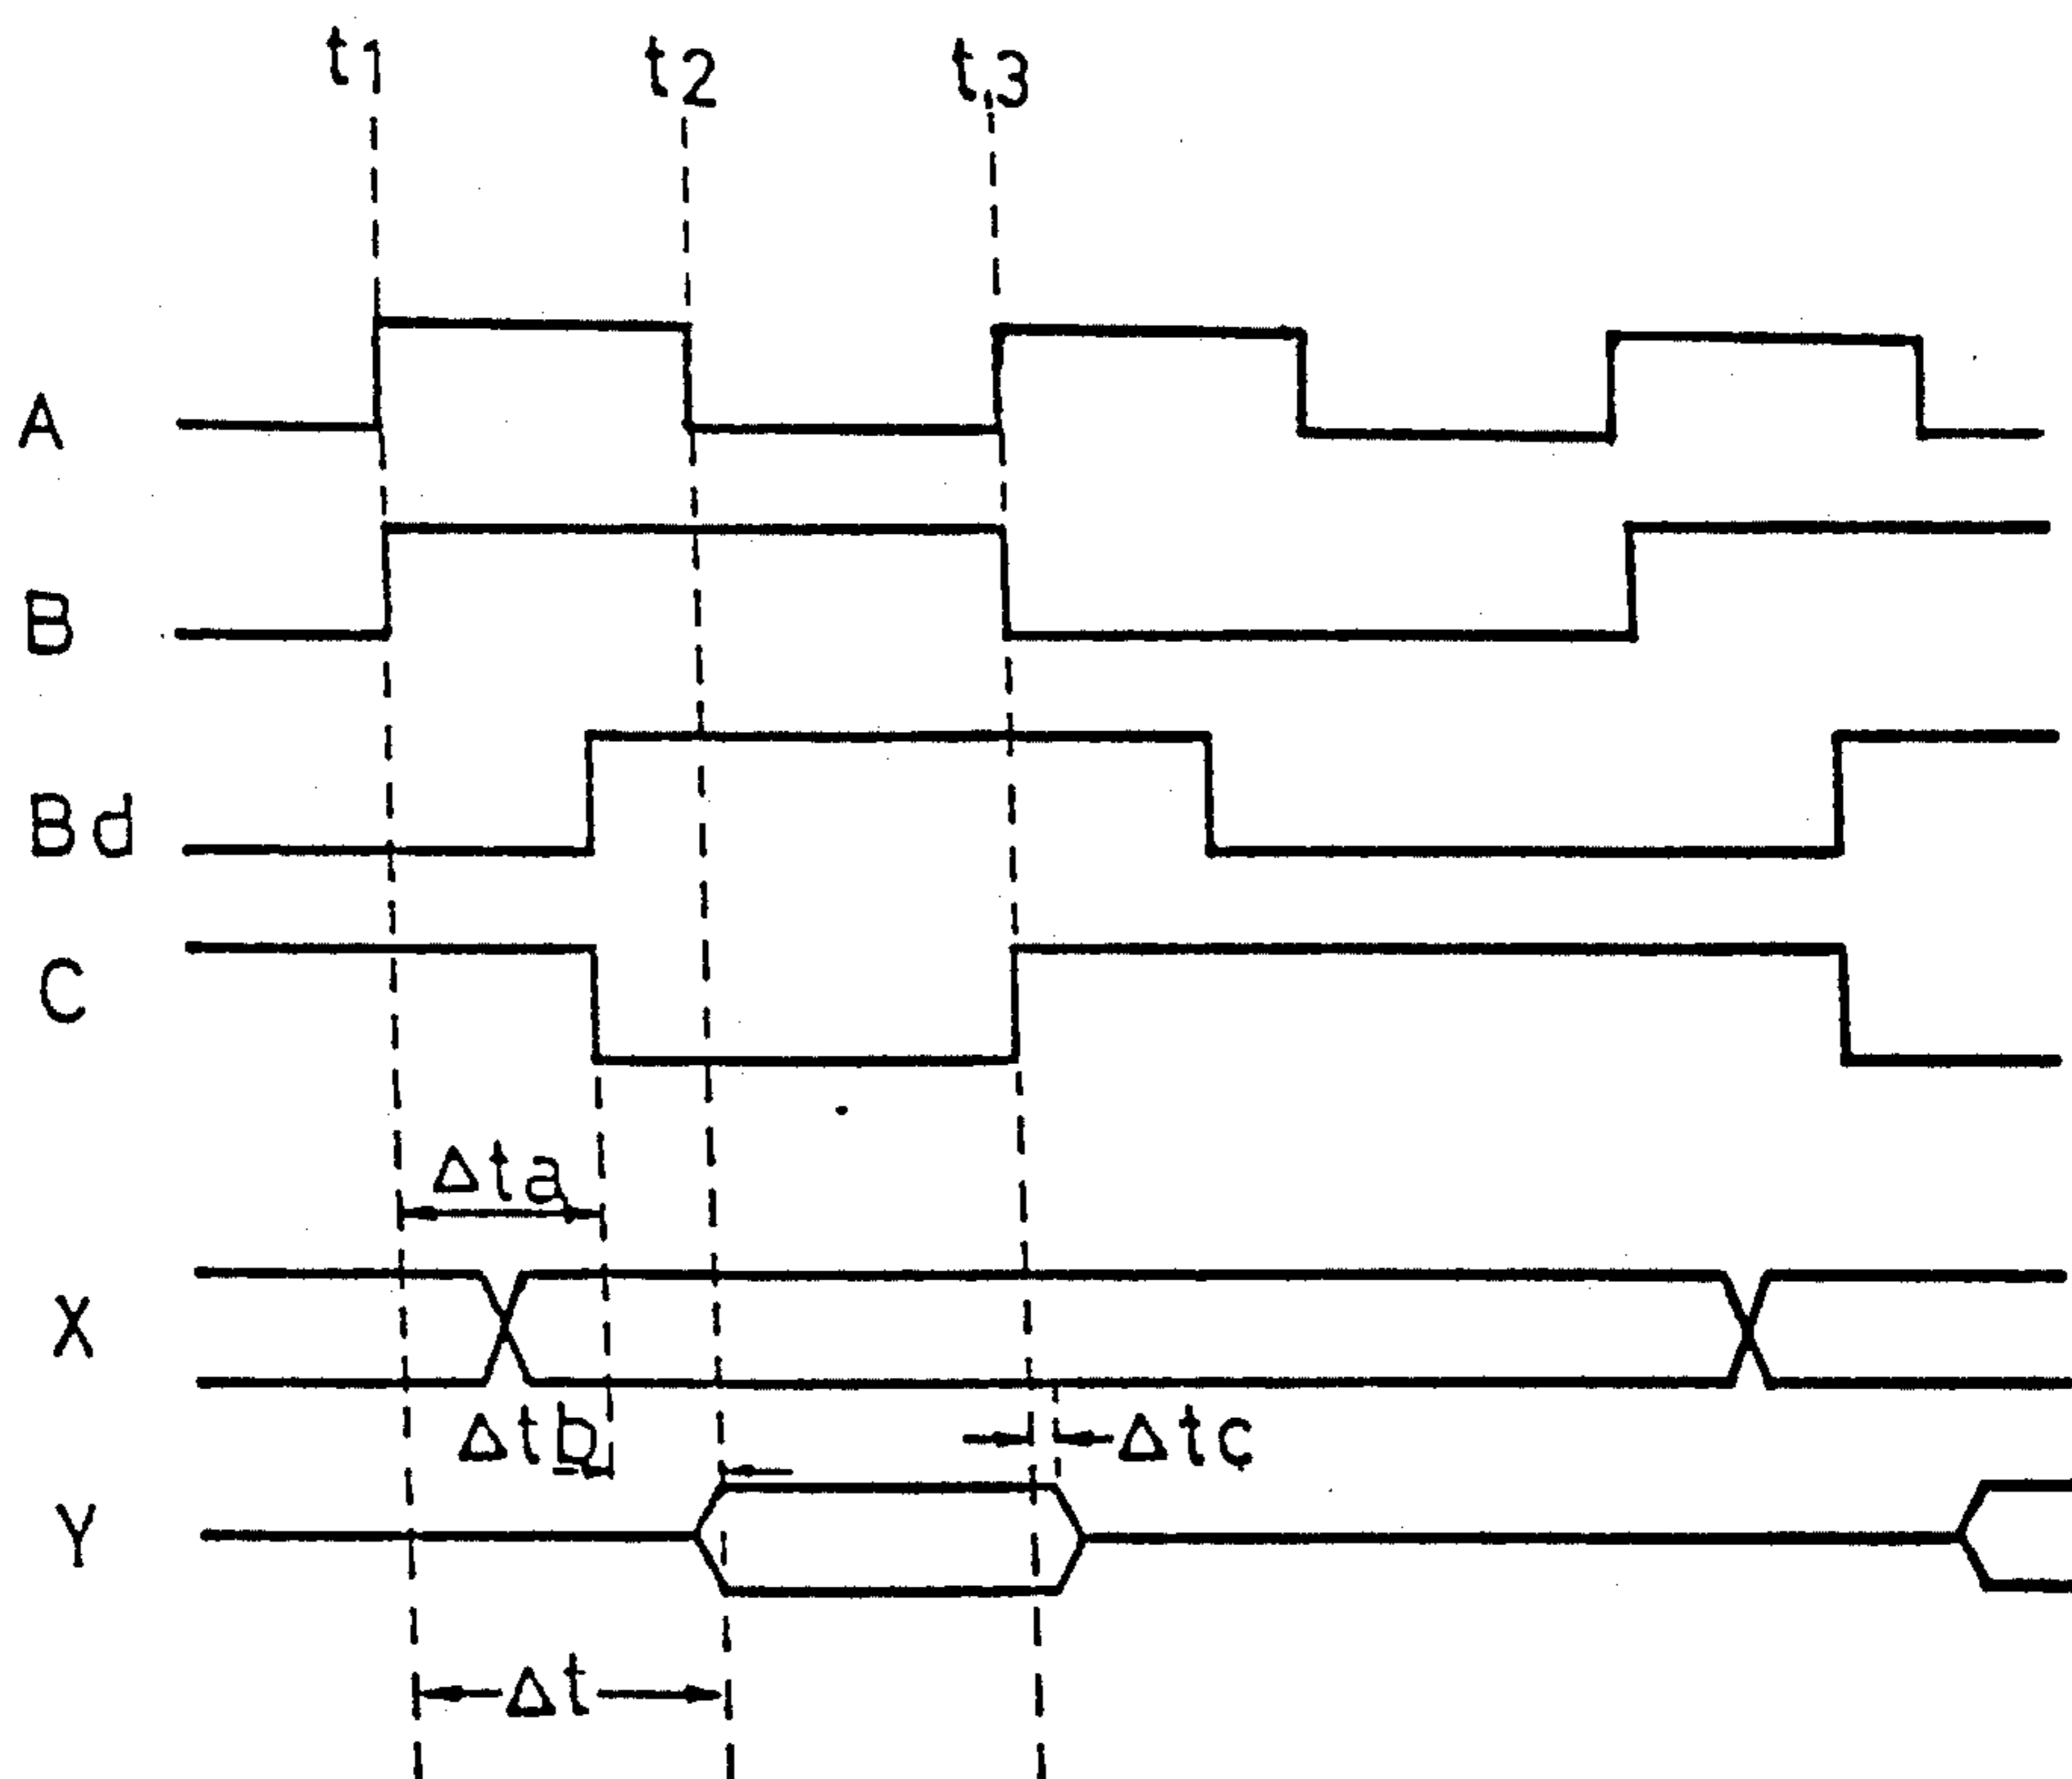 t1 t2 t3
A
B
Bd
C
Δta
X
Δtb Δtc
Y
Δt